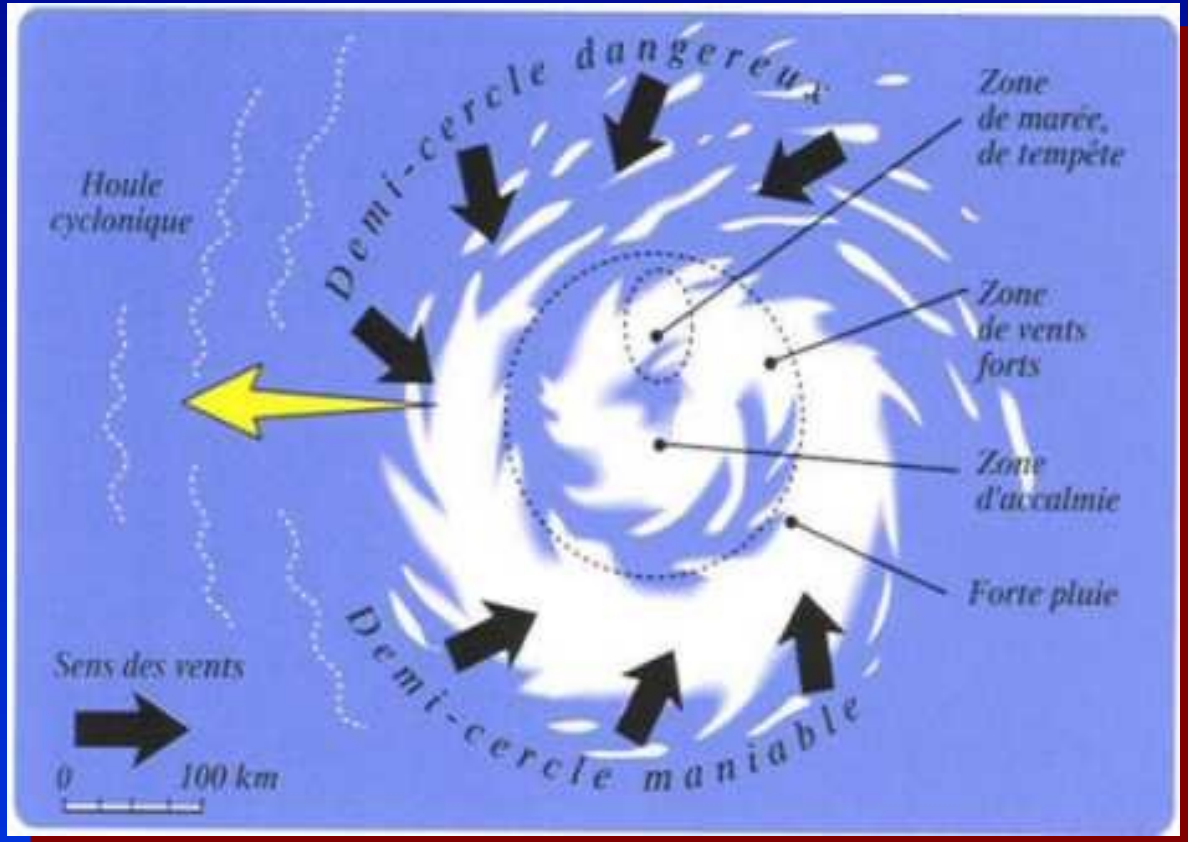 Demi-cercle dangereux
Zone
de marée,
de tempête
Houle
cyclonique
Zone
de vents
forts
Zone
d'accalmie
Forte pluie
Sens des vents
0 100 km
Demi-cercle maniable